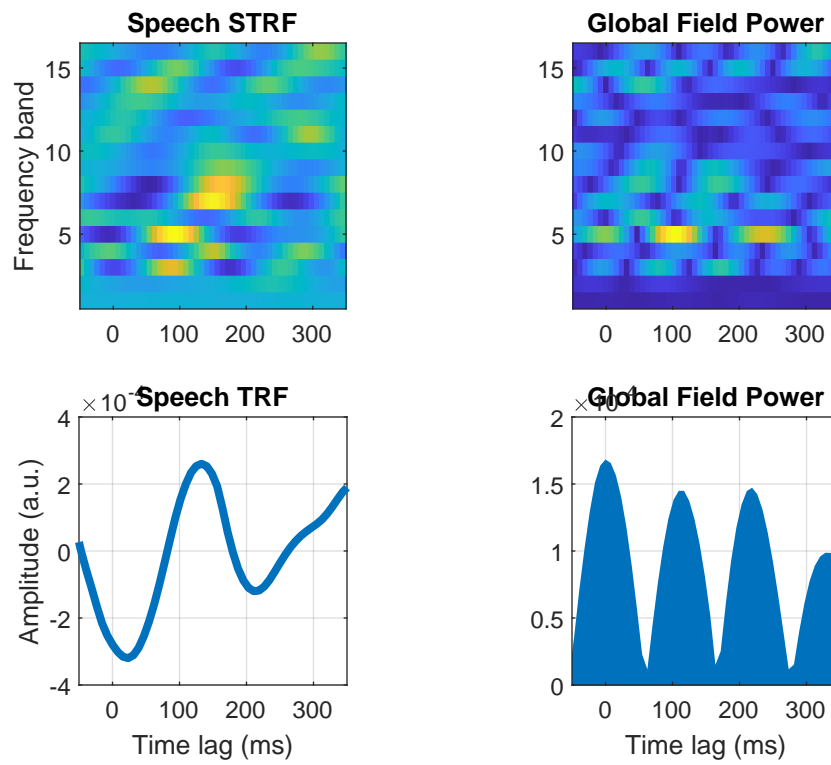 Speech STRF
Frequency band
15
10
5
0 100 200 300
Global Field Power
15
10
5
0 100 200 300
Speech TRF
× 10-4
Amplitude (a.u.)
4
2
0
-2
-4
0 100 200 300
Time lag (ms)
Global Field Power
× 10-4
2
1.5
1
0.5
0
0 100 200 300
Time lag (ms)